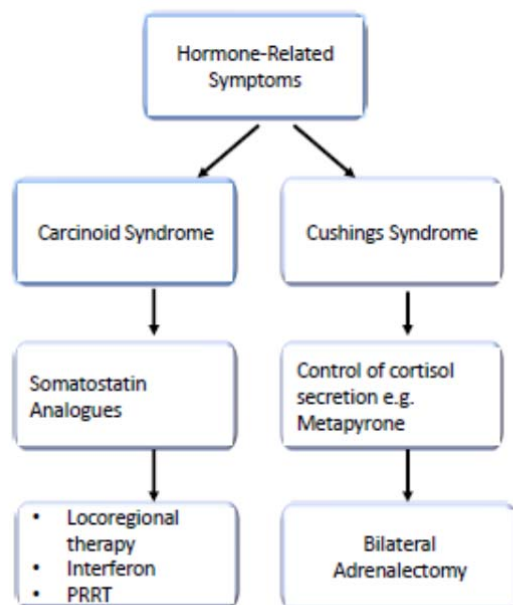 Hormone-Related
Symptoms
Carcinoid Syndrome
Cushings Syndrome
Somatostatin
Analogues
Control of cortisol
secretion e.g.
Metapyrone
• Locoregional
therapy
• Interferon
• PRRT
Bilateral
Adrenalectomy